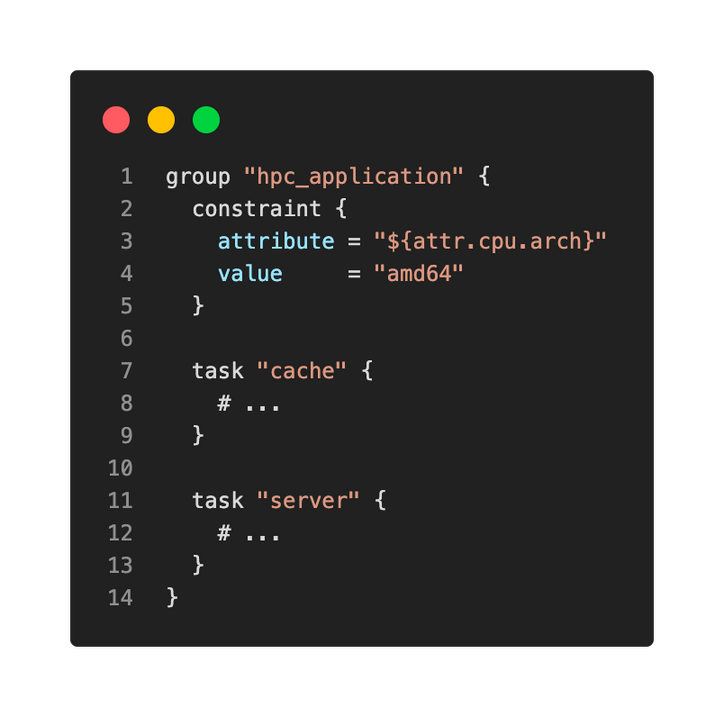 1 group "hpc_application" {
2   constraint {
3     attribute = "${attr.cpu.arch}"
4     value     = "amd64"
5   }
6
7   task "cache" {
8     # ...
9   }
10
11   task "server" {
12     # ...
13   }
14 }